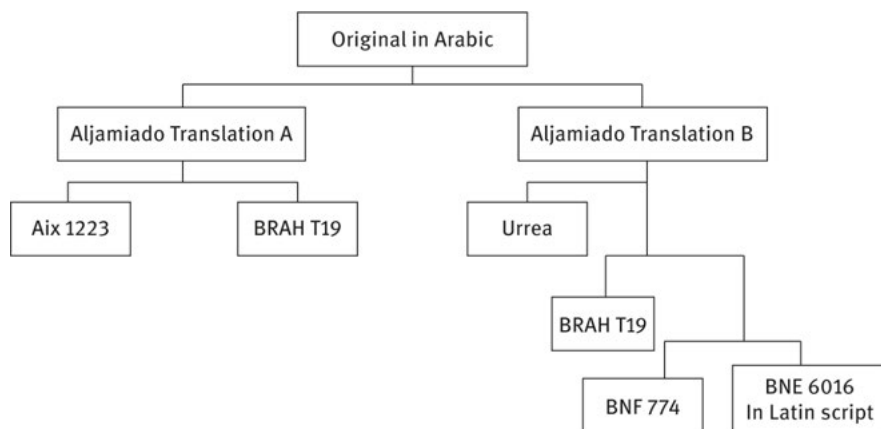 Original in Arabic
Aljamiado Translation A
Aljamiado Translation B
Aix 1223
BRAH T19
Urrea
BRAH T19
BNF 774
BNE 6016
In Latin script